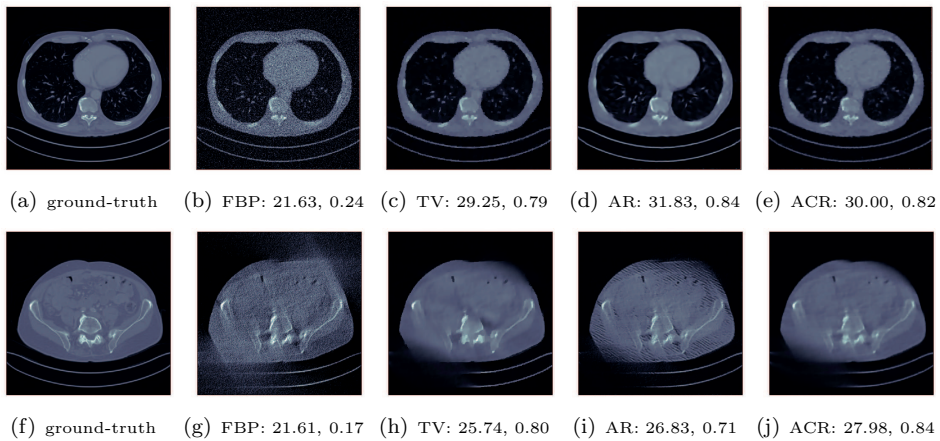 (a) ground-truth (b) FBP: 21.63, 0.24 (c) TV: 29.25, 0.79 (d) AR: 31.83, 0.84 (e) ACR: 30.00, 0.82
(f) ground-truth (g) FBP: 21.61, 0.17 (h) TV: 25.74, 0.80 (i) AR: 26.83, 0.71 (j) ACR: 27.98, 0.84